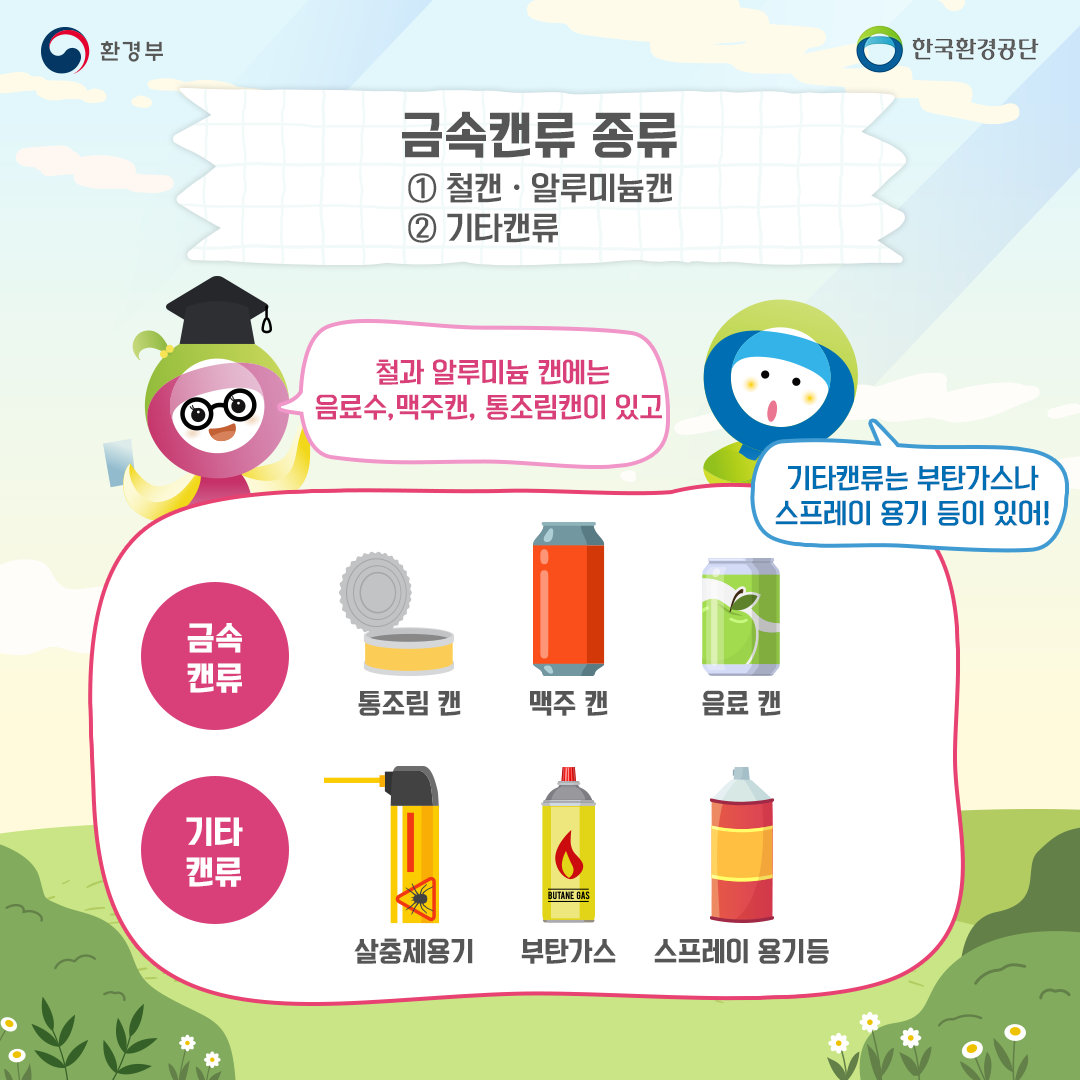 환경부
한국환경공단
금속캔류 종류
① 철캔 · 알루미늄캔
② 기타캔류
철과 알루미늄 캔에는
음료수,맥주캔, 통조림캔이 있고
기타캔류는 부탄가스나
스프레이 용기 등이 있어!
금속
캔류
통조림 캔
맥주 캔
음료 캔
기타
캔류
BUTANE GAS
살충제용기
부탄가스
스프레이 용기등